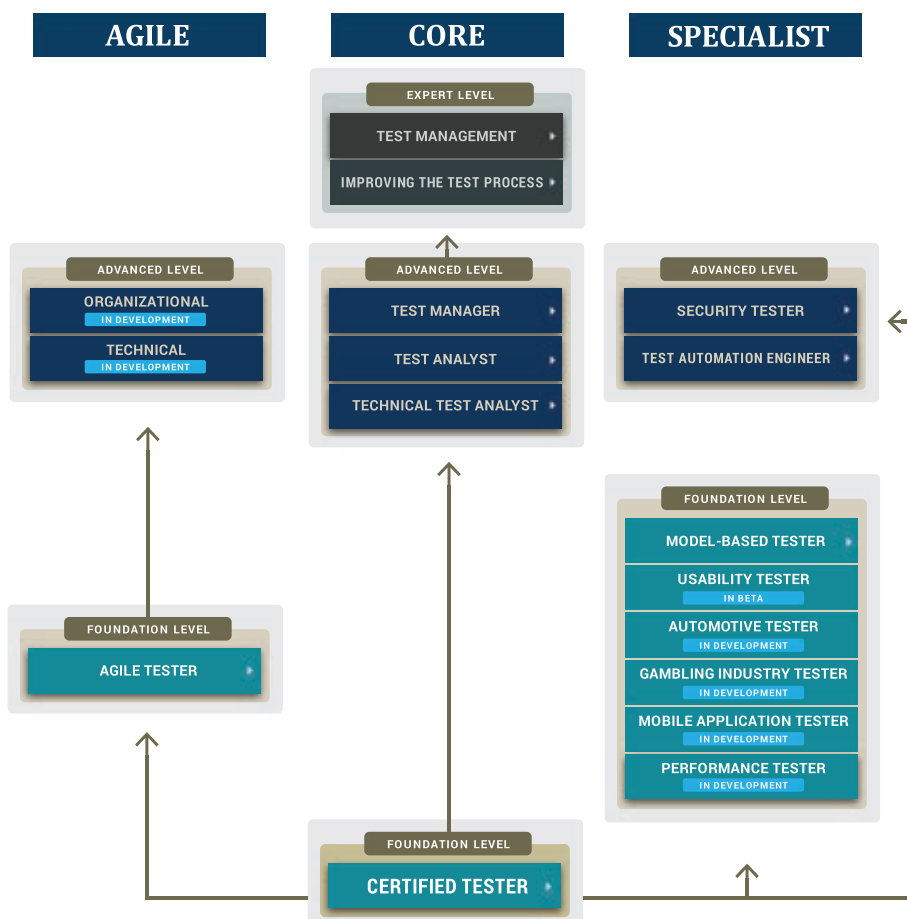 AGILE
CORE
SPECIALIST
EXPERT LEVEL
TEST MANAGEMENT
IMPROVING THE TEST PROCESS
ADVANCED LEVEL
ORGANIZATIONAL
IN DEVELOPMENT
TECHNICAL
IN DEVELOPMENT
ADVANCED LEVEL
TEST MANAGER
TEST ANALYST
TECHNICAL TEST ANALYST
ADVANCED LEVEL
SECURITY TESTER
TEST AUTOMATION ENGINEER
FOUNDATION LEVEL
AGILE TESTER
FOUNDATION LEVEL
MODEL-BASED TESTER
USABILITY TESTER
IN BETA
AUTOMOTIVE TESTER
IN DEVELOPMENT
GAMBLING INDUSTRY TESTER
IN DEVELOPMENT
MOBILE APPLICATION TESTER
IN DEVELOPMENT
PERFORMANCE TESTER
IN DEVELOPMENT
FOUNDATION LEVEL
CERTIFIED TESTER